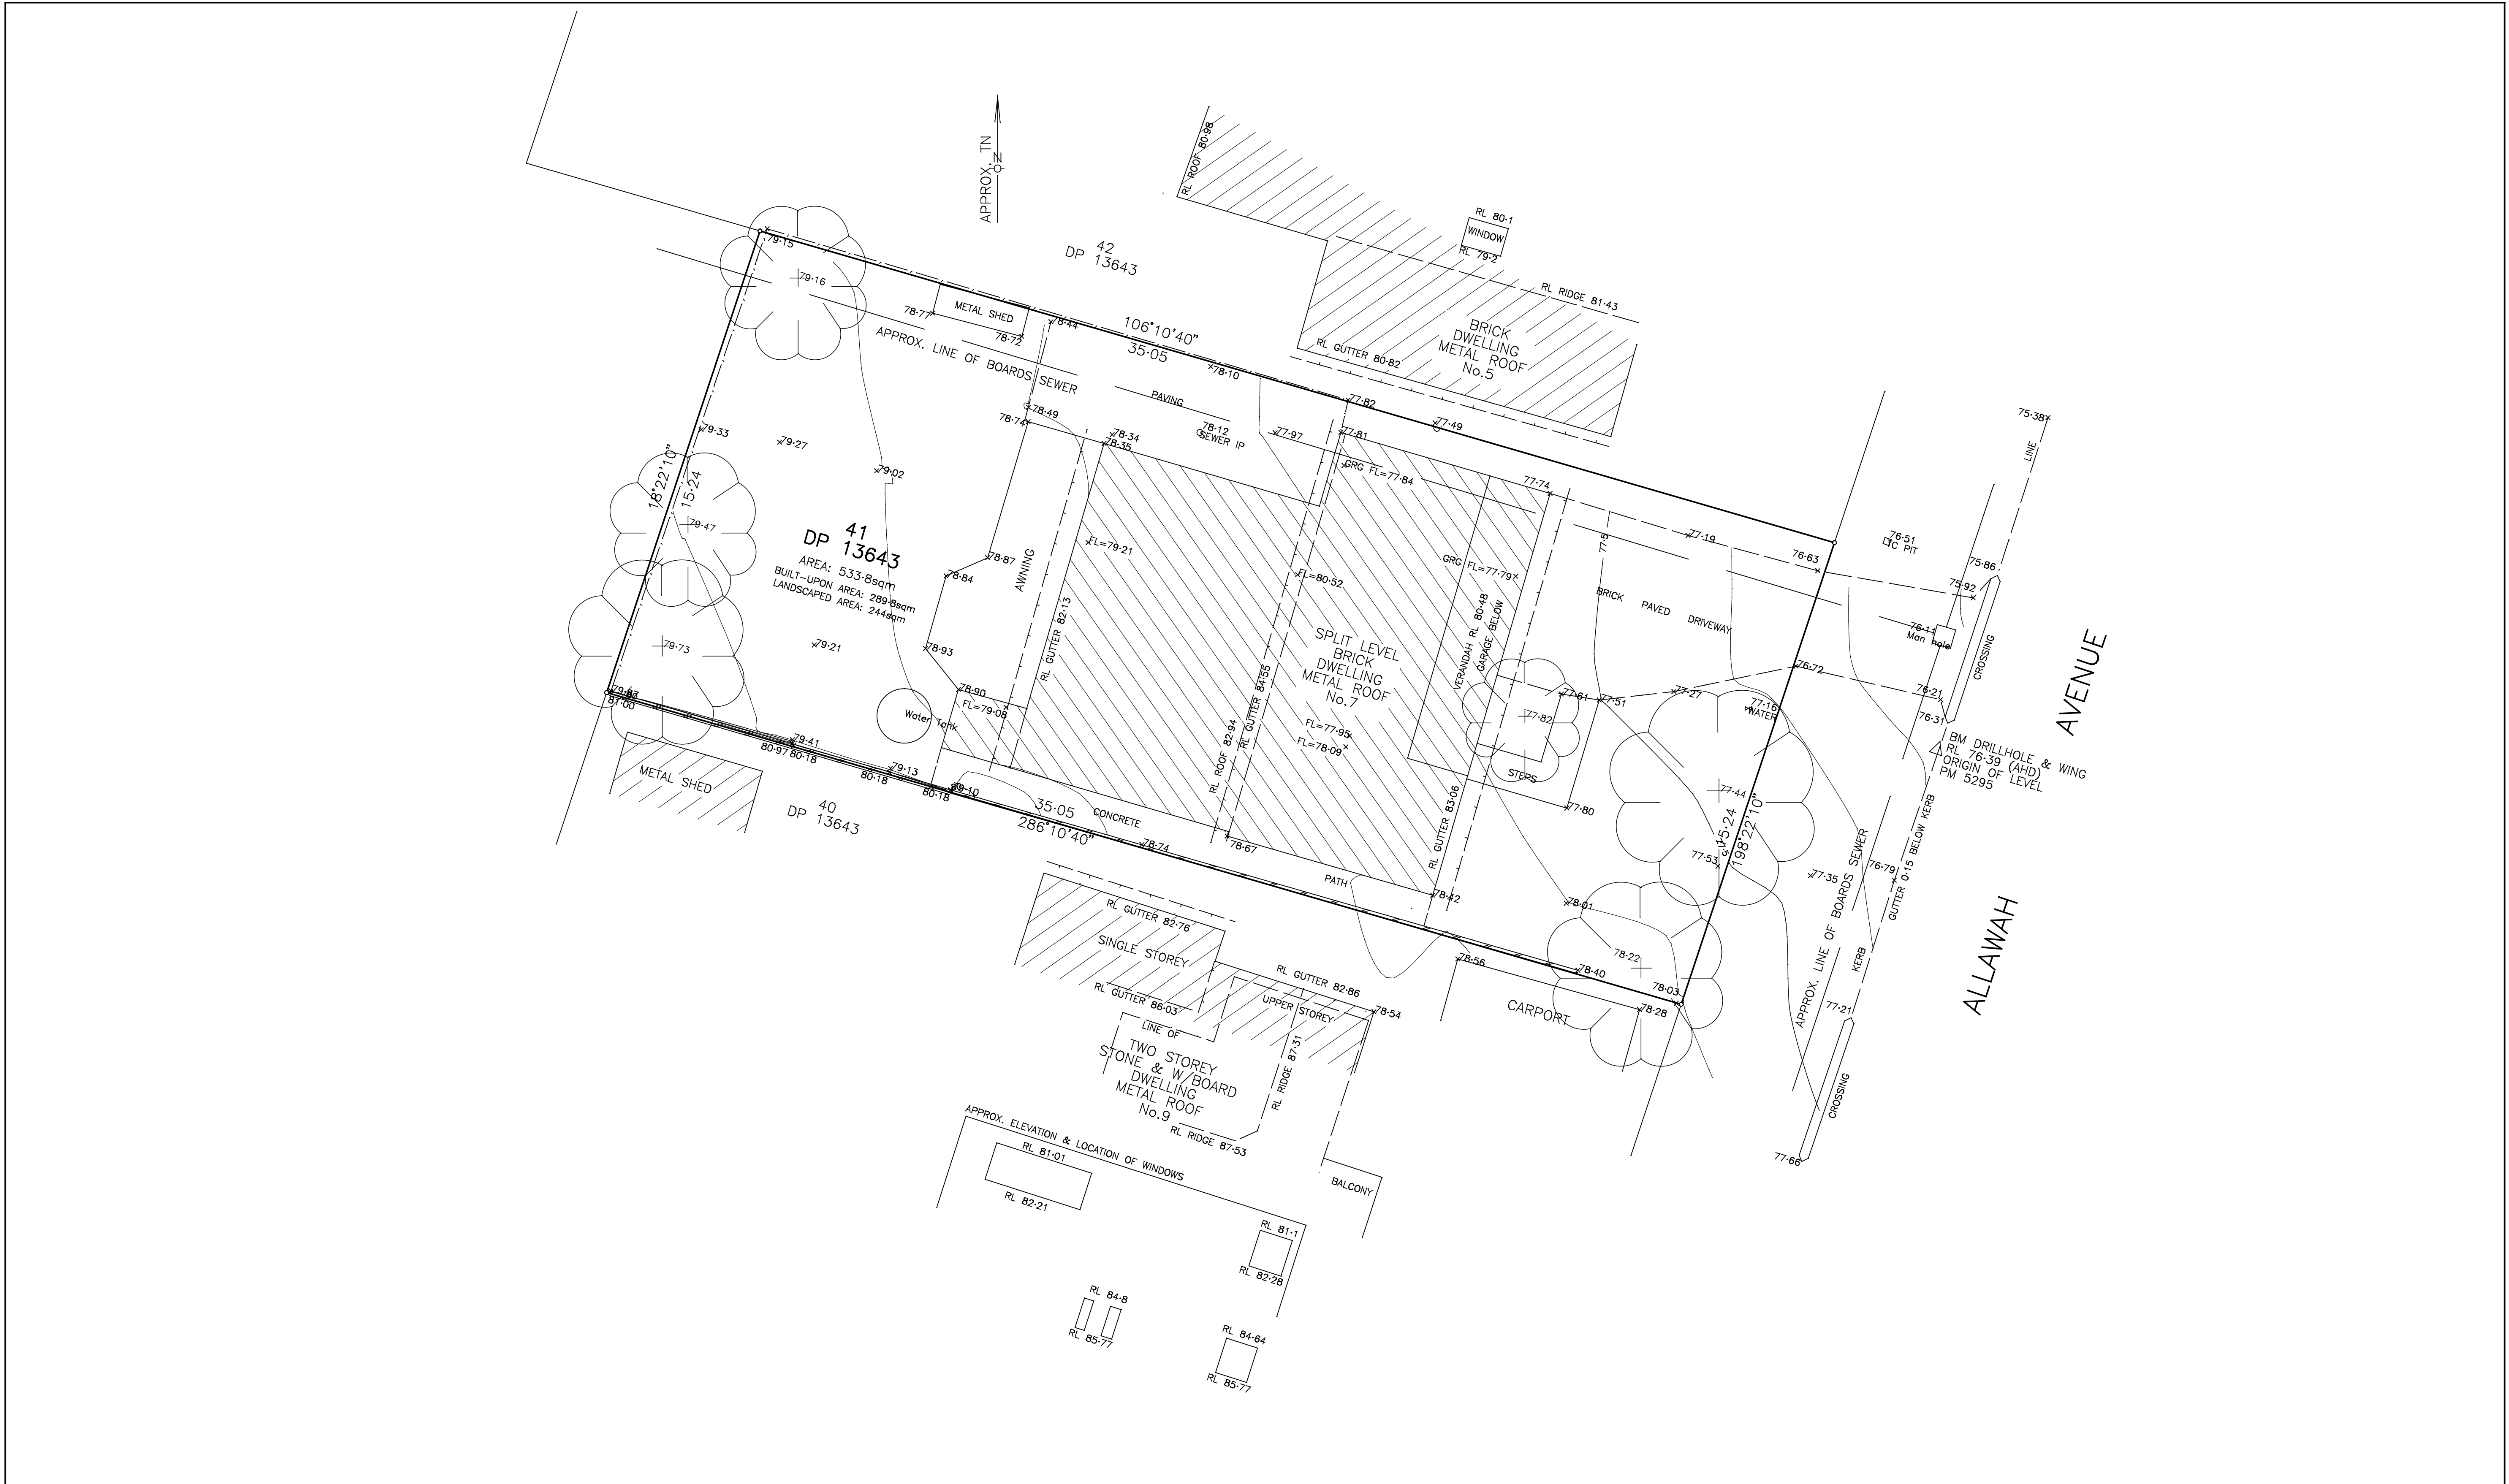 APPROX. TN
N
RL ROOF 80·98
42
DP 13643
RL 80·1
WINDOW
RL 79·2
RL RIDGE 81·43
BRICK
DWELLING
METAL ROOF
No.5
RL GUTTER 80·82
79·15
79·16
78·77
METAL SHED
78·72
78·44
106°10'40"
35·05
78·10
77·82
77·49
APPROX. LINE OF BOARDS SEWER
PAVING
78·49
78·74
78·34
78·35
78·12
SEWER IP
77·97
77·81
GRG FL=77·84
77·74
79·33
79·27
79·02
18°22'10"
15·24
79·47
79·73
41
DP 13643
AREA: 533·8sqm
BUILT-UPON AREA: 289·8sqm
LANDSCAPED AREA: 244sqm
79·21
78·87
78·84
78·93
78·90
FL=79·08
Water Tank
AWNING
RL GUTTER 82·13
FL=79·21
FL=80·52
SPLIT LEVEL
BRICK
DWELLING
METAL ROOF
No.7
FL=77·95
FL=78·09
RL ROOF 82·94
RL GUTTER 84·55
GRG FL=77·79
VERANDAH RL 80·48
GARAGE BELOW
RL GUTTER 83·06
77·5
77·19
76·63
BRICK PAVED DRIVEWAY
77·61
77·51
77·27
77·82
STEPS
77·80
76·72
77·16
WATER
77·44
15·24
198°22'10"
77·53
78·01
78·22
78·03
78·40
78·42
78·67
78·74
CONCRETE
PATH
35·05
286°10'40"
81·00
79·41
80·97
80·18
80·18
79·13
80·18
79·10
METAL SHED
40
DP 13643
75·38
LINE
76·51
TC PIT
75·86
75·92
76·11
Man hole
CROSSING
76·21
76·31
BM DRILLHOLE & WING
RL 76·39 (AHD)
ORIGIN OF LEVEL
PM 5295
AVENUE
ALLAWAH
76·79
77·35
GUTTER 0·15 BELOW KERB
KERB
APPROX. LINE OF BOARDS SEWER
77·21
CROSSING
77·66
78·56
78·28
CARPORT
RL GUTTER 82·76
SINGLE STOREY
RL GUTTER 82·86
78·54
RL GUTTER 86·03
UPPER STOREY
LINE OF
TWO STOREY
STONE & W/BOARD
DWELLING
METAL ROOF
No.9
RL RIDGE 87·31
RL RIDGE 87·53
BALCONY
APPROX. ELEVATION & LOCATION OF WINDOWS
RL 81·01
RL 82·21
RL 81·1
RL 82·28
RL 84·8
RL 85·77
RL 84·64
RL 85·77